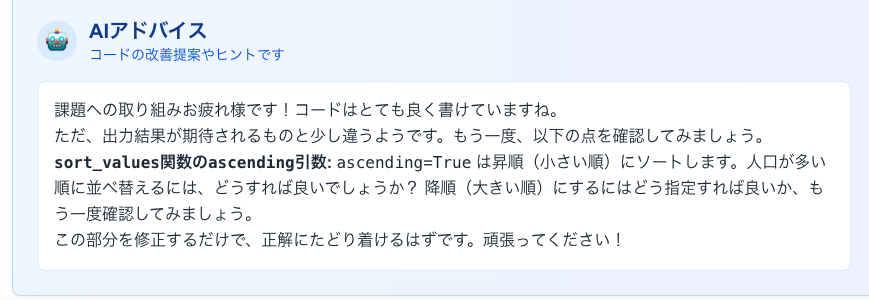 AIアドバイス
コードの改善提案やヒントです
課題への取り組みお疲れ様です！コードはとても良く書けていますね。
ただ、出力結果が期待されるものと少し違うようです。もう一度、以下の点を確認してみましょう。
sort_values関数のascending引数: ascending=True は昇順（小さい順）にソートします。人口が多い
順に並べ替えるには、どうすれば良いでしょうか？ 降順（大きい順）にするにはどう指定すれば良いか、も
う一度確認してみましょう。
この部分を修正するだけで、正解にたどり着けるはずです。頑張ってください！